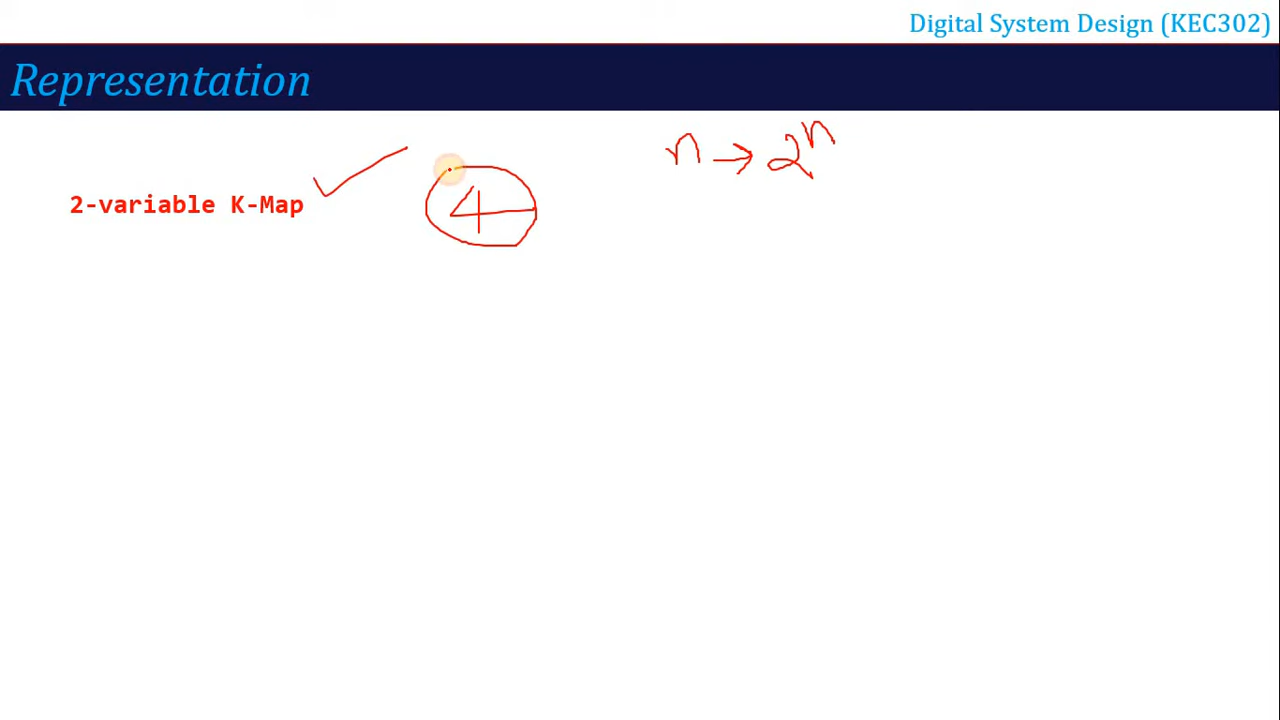 Digital System Design (KEC302)
Representation
n → 2ⁿ
2-variable K-Map ✓ 4